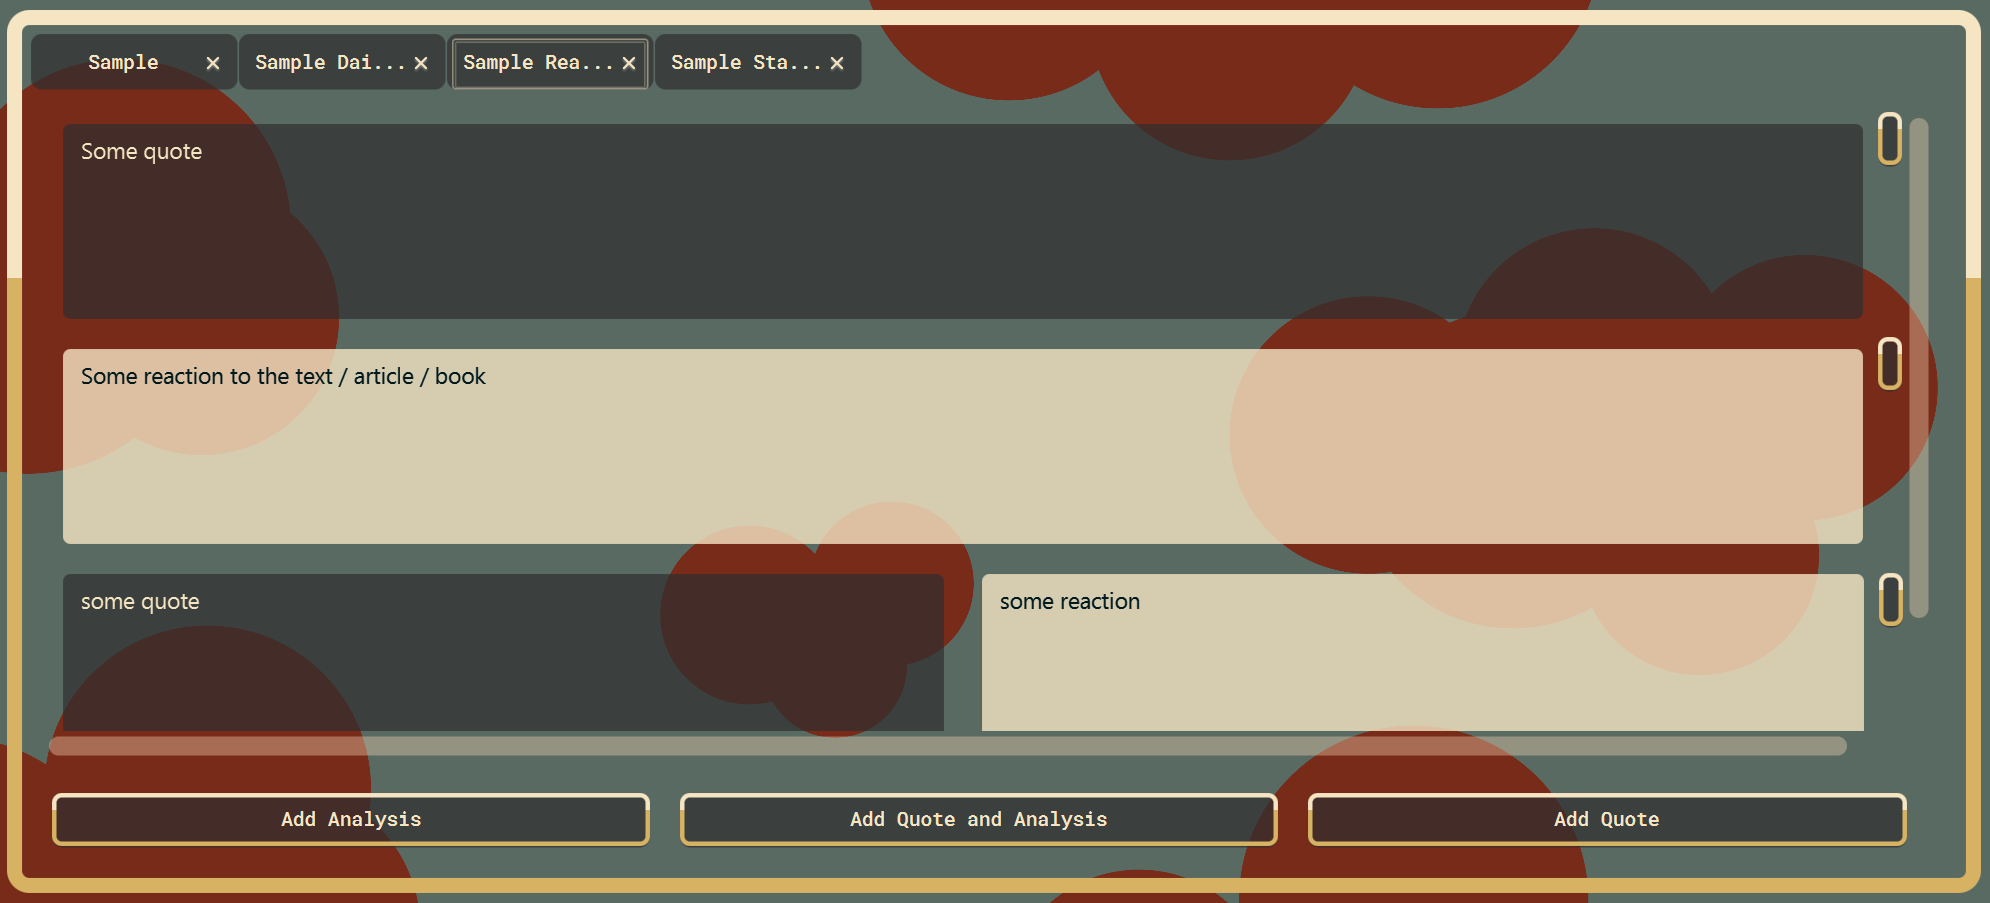 Sample × Sample Dai... × Sample Rea... × Sample Sta... ×
Some quote
Some reaction to the text / article / book
some quote
some reaction
Add Analysis
Add Quote and Analysis
Add Quote